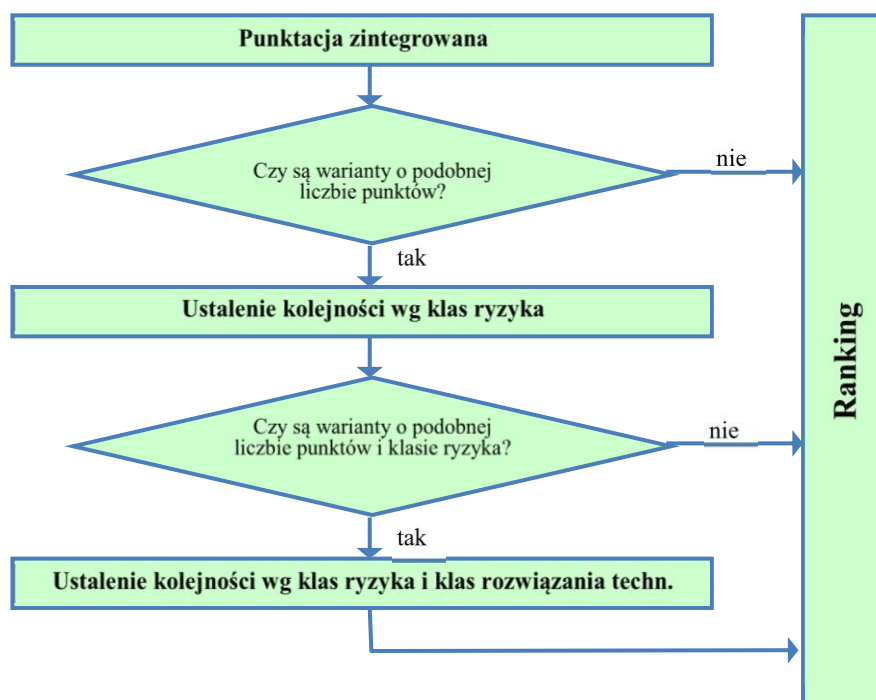 Punktacja zintegrowana
Czy są warianty o podobnej
liczbie punktów?
nie
tak
Ustalenie kolejności wg klas ryzyka
Czy są warianty o podobnej
liczbie punktów i klasie ryzyka?
nie
tak
Ustalenie kolejności wg klas ryzyka i klas rozwiązania techn.
Ranking